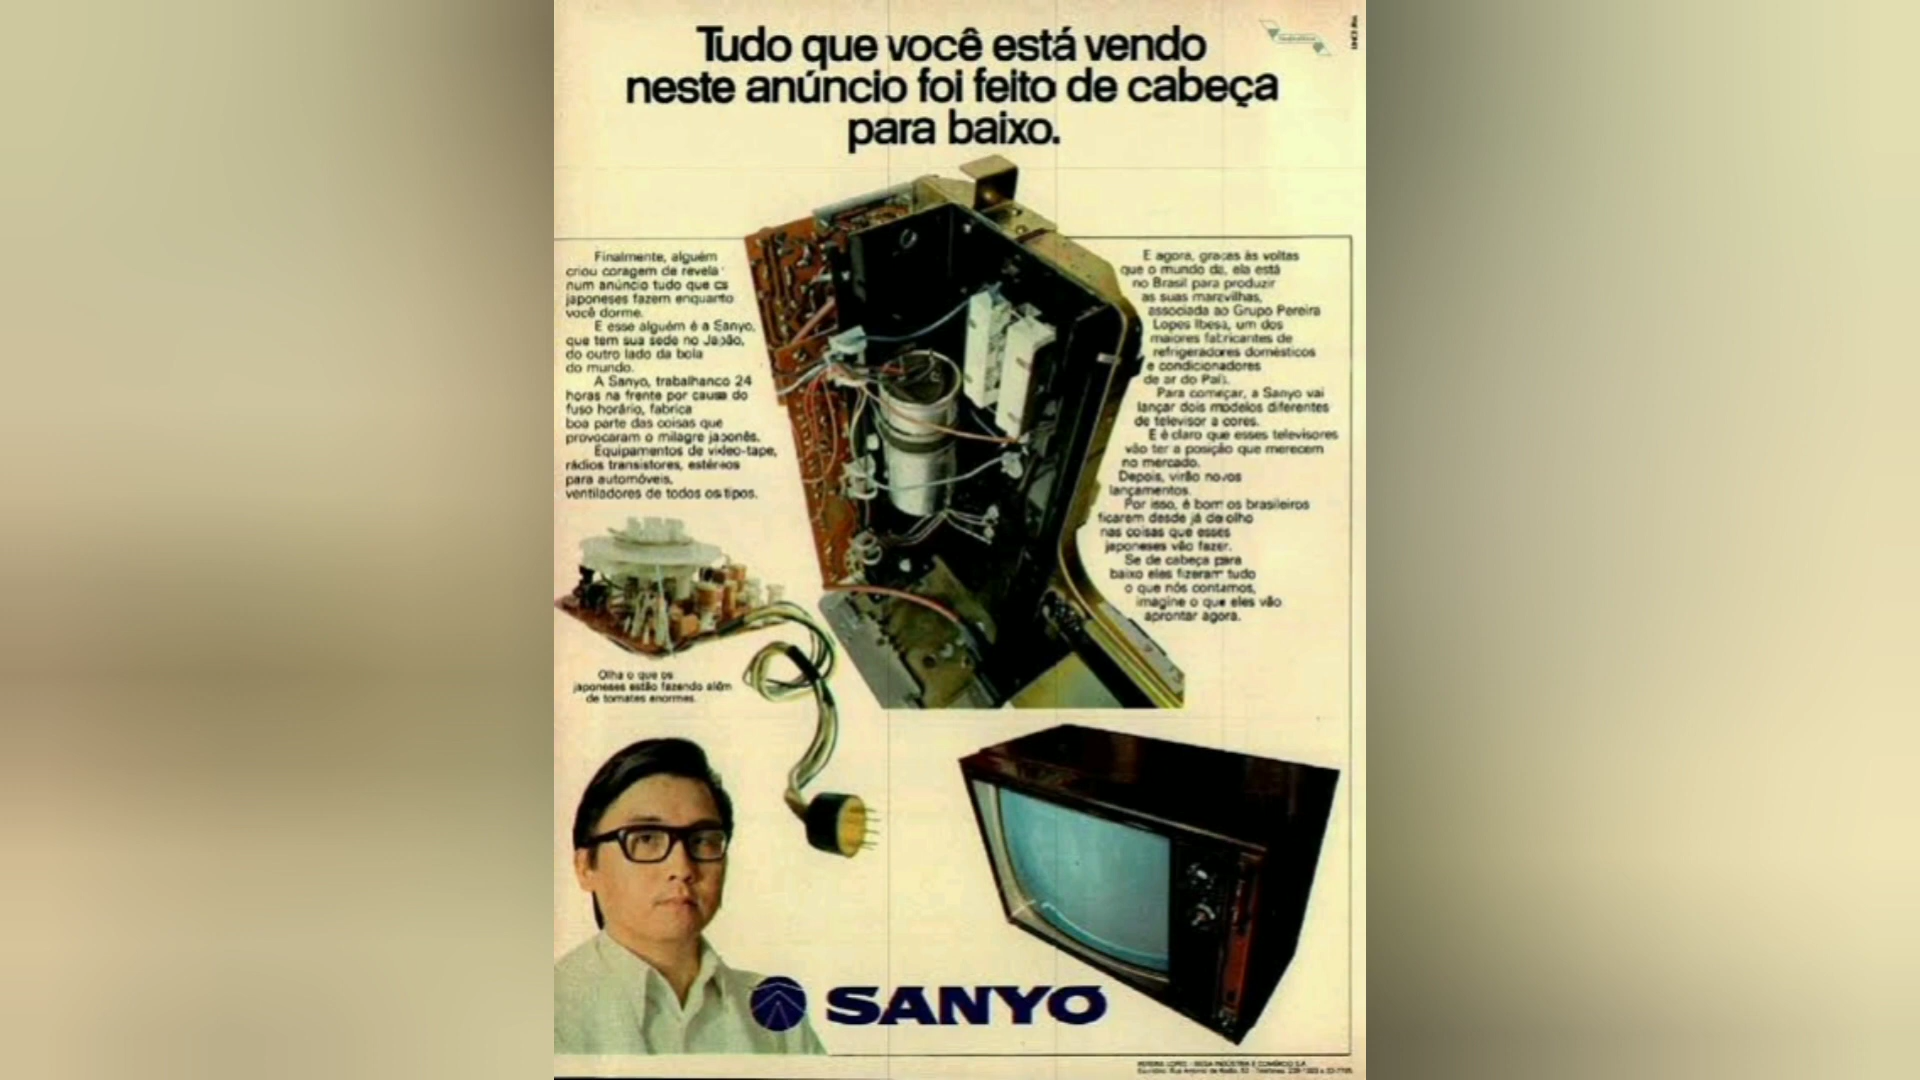 Tudo que você está vendo
neste anúncio foi feito de cabeça
para baixo.
Finalmente, alguém
criou coragem de revela
num anúncio tudo que os
japoneses fazem enquanto
você dorme.
E esse alguém é a Sanyo,
que tem sua sede no Japão,
do outro lado da bola
do mundo.
A Sanyo, trabalhando 24
horas na frente por causa do
fuso horário, fabrica
boa parte das coisas que
provocaram o milagre japonês.
Equipamentos de video-tape,
rádios transistores, estéreos
para automóveis,
ventiladores de todos os tipos.
E agora, graças às voltas
que o mundo dá, ela está
no Brasil para produzir
as suas maravilhas,
associada ao Grupo Pereira
Lopes Ibesa, um dos
maiores fabricantes de
refrigeradores domésticos
e condicionadores
de ar do País.
Para começar, a Sanyo vai
lançar dois modelos diferentes
de televisor a cores.
E é claro que esses televisores
vão ter a posição que merecem
no mercado.
Depois, virão novos
lançamentos.
Por isso, é bom os brasileiros
ficarem desde já de olho
nas coisas que esses
japoneses vão fazer.
Se de cabeça para
baixo eles fizeram tudo
o que nós contamos,
imagine o que eles vão
aprontar agora.
Olha o que os
japoneses estão fazendo além
de tomates enormes.
SANYO
PEREIRA LOPES - IBESA INDÚSTRIA E COMÉRCIO S.A.